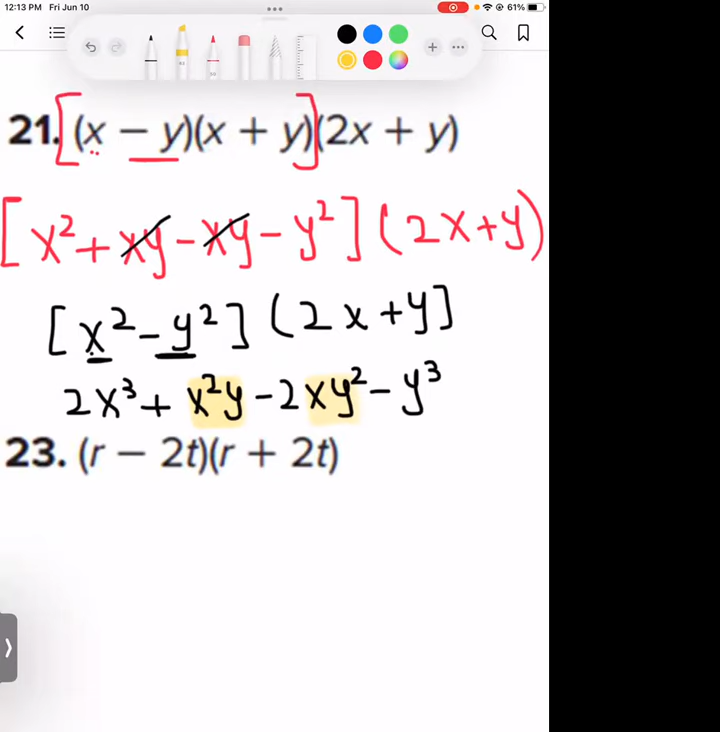 12:13 PM Fri Jun 10 61%
21. [(x − y)(x + y)](2x + y)
[x² + xy − xy − y²] (2x+y)
[x² − y²] (2x + y]
2x³ + x²y − 2xy² − y³
23. (r − 2t)(r + 2t)